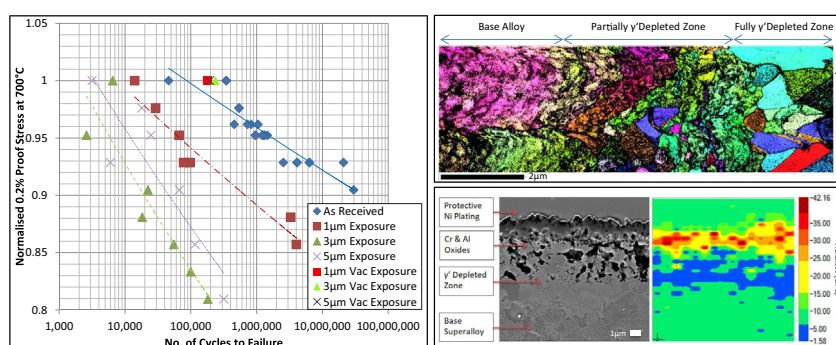 1.05
1
0.95
0.9
0.85
0.8
Normalised 0.2% Proof Stress at 700°C
1,000
10,000
100,000
1,000,000
10,000,000
100,000,000
No. of Cycles to Failure
As Received
1µm Exposure
3µm Exposure
5µm Exposure
1µm Vac Exposure
3µm Vac Exposure
5µm Vac Exposure
Base Alloy
Partially γ'Depleted Zone
Fully γ'Depleted Zone
2µm
Protective
Ni Plating
Cr & Al
Oxides
γ' Depleted
Zone
Base
Superalloy
1µm
42.16
35.00
30.00
25.00
20.00
15.00
10.00
5.00
-1.58